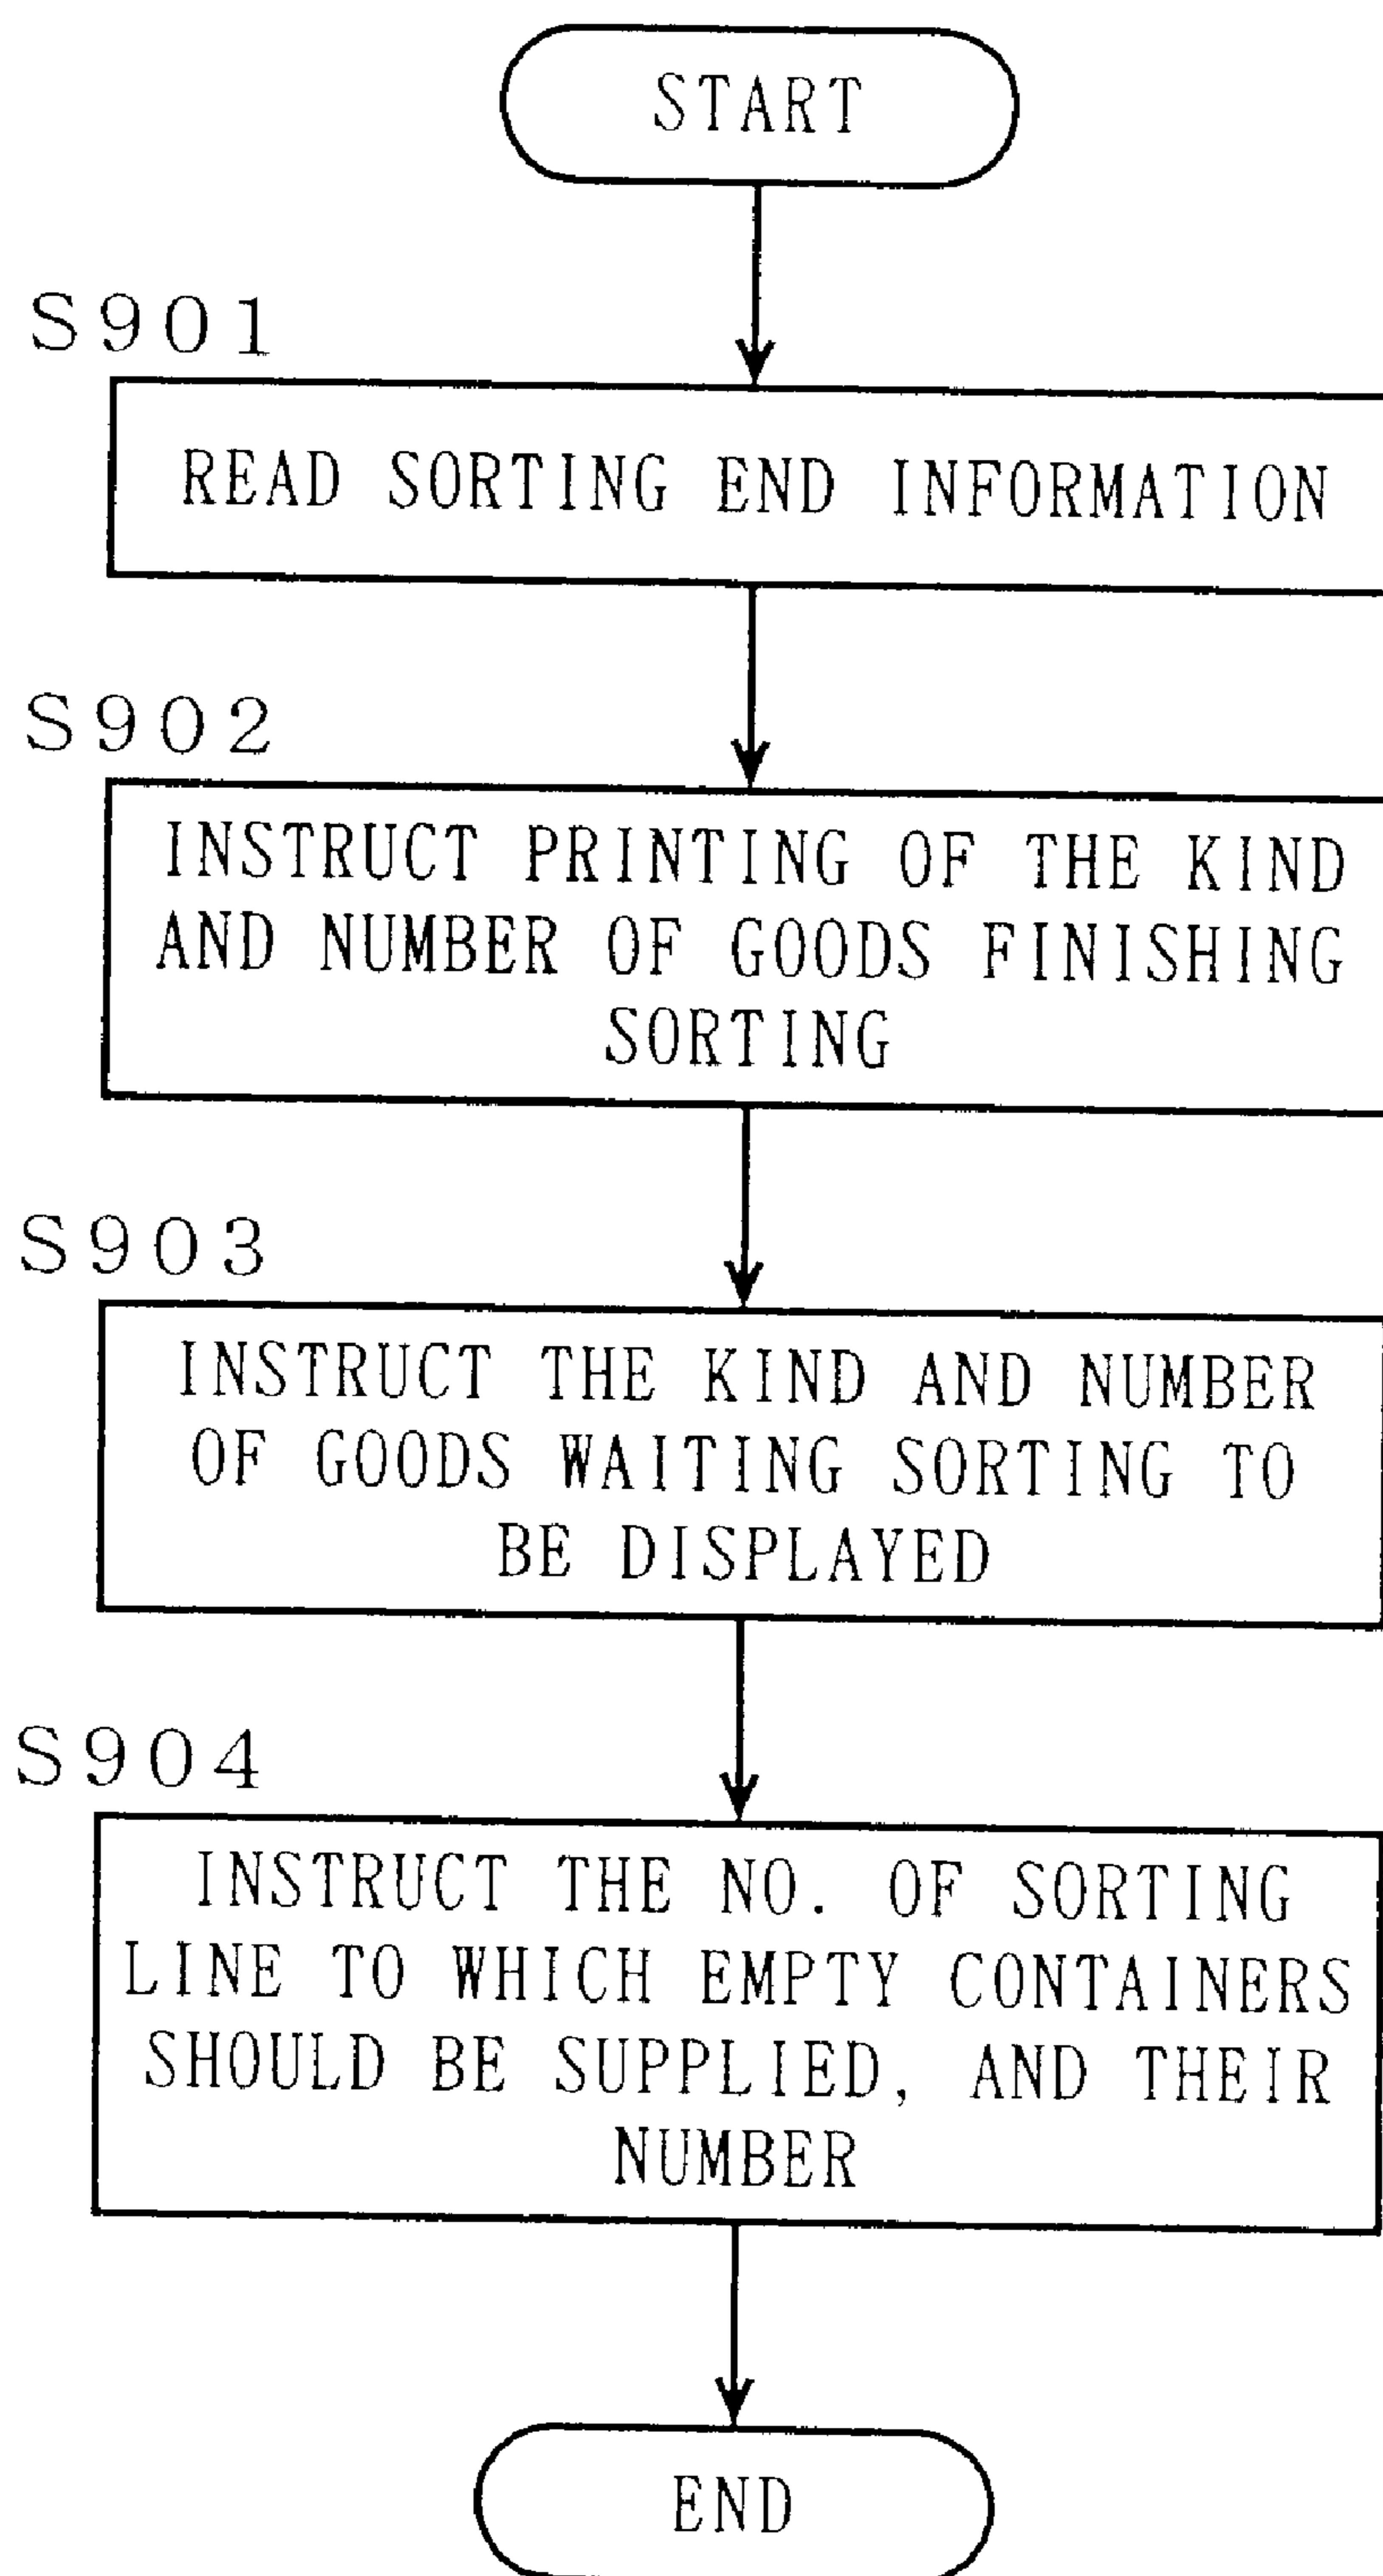 START
S901
READ SORTING END INFORMATION
S902
INSTRUCT PRINTING OF THE KIND
AND NUMBER OF GOODS FINISHING
SORTING
S903
INSTRUCT THE KIND AND NUMBER
OF GOODS WAITING SORTING TO
BE DISPLAYED
S904
INSTRUCT THE NO. OF SORTING
LINE TO WHICH EMPTY CONTAINERS
SHOULD BE SUPPLIED, AND THEIR
NUMBER
END